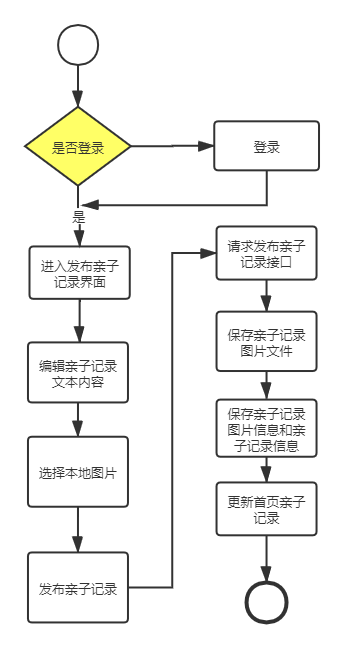 是否登录
登录
是
进入发布亲子
记录界面
编辑亲子记录
文本内容
选择本地图片
发布亲子记录
请求发布亲子
记录接口
保存亲子记录
图片文件
保存亲子记录
图片信息和亲
子记录信息
更新首页亲子
记录